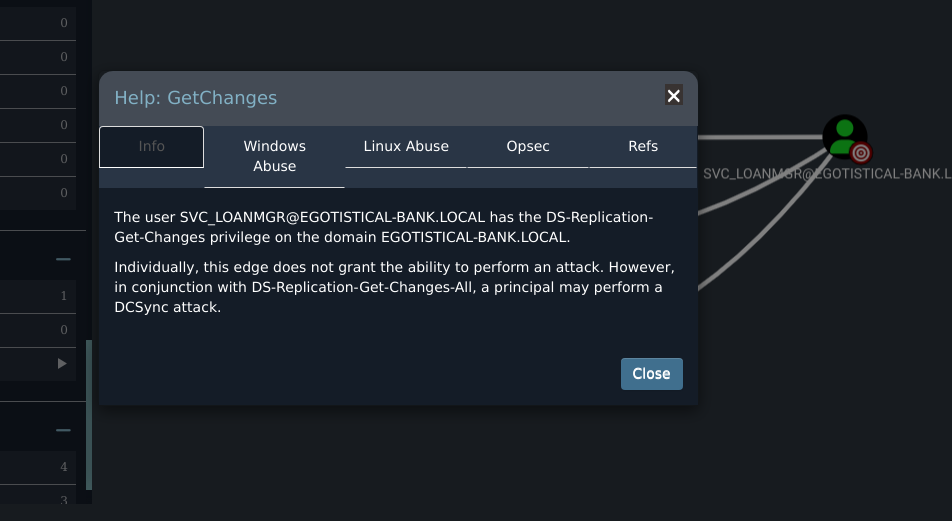 0
0
0
0
0
0
1
0
4
3
Help: GetChanges
Info
Windows Abuse
Linux Abuse
Opsec
Refs
The user SVC_LOANMGR@EGOTISTICAL-BANK.LOCAL has the DS-Replication-
Get-Changes privilege on the domain EGOTISTICAL-BANK.LOCAL.
Individually, this edge does not grant the ability to perform an attack. However,
in conjunction with DS-Replication-Get-Changes-All, a principal may perform a
DCSync attack.
Close
SVC_LOANMGR@EGOTISTICAL-BANK.L